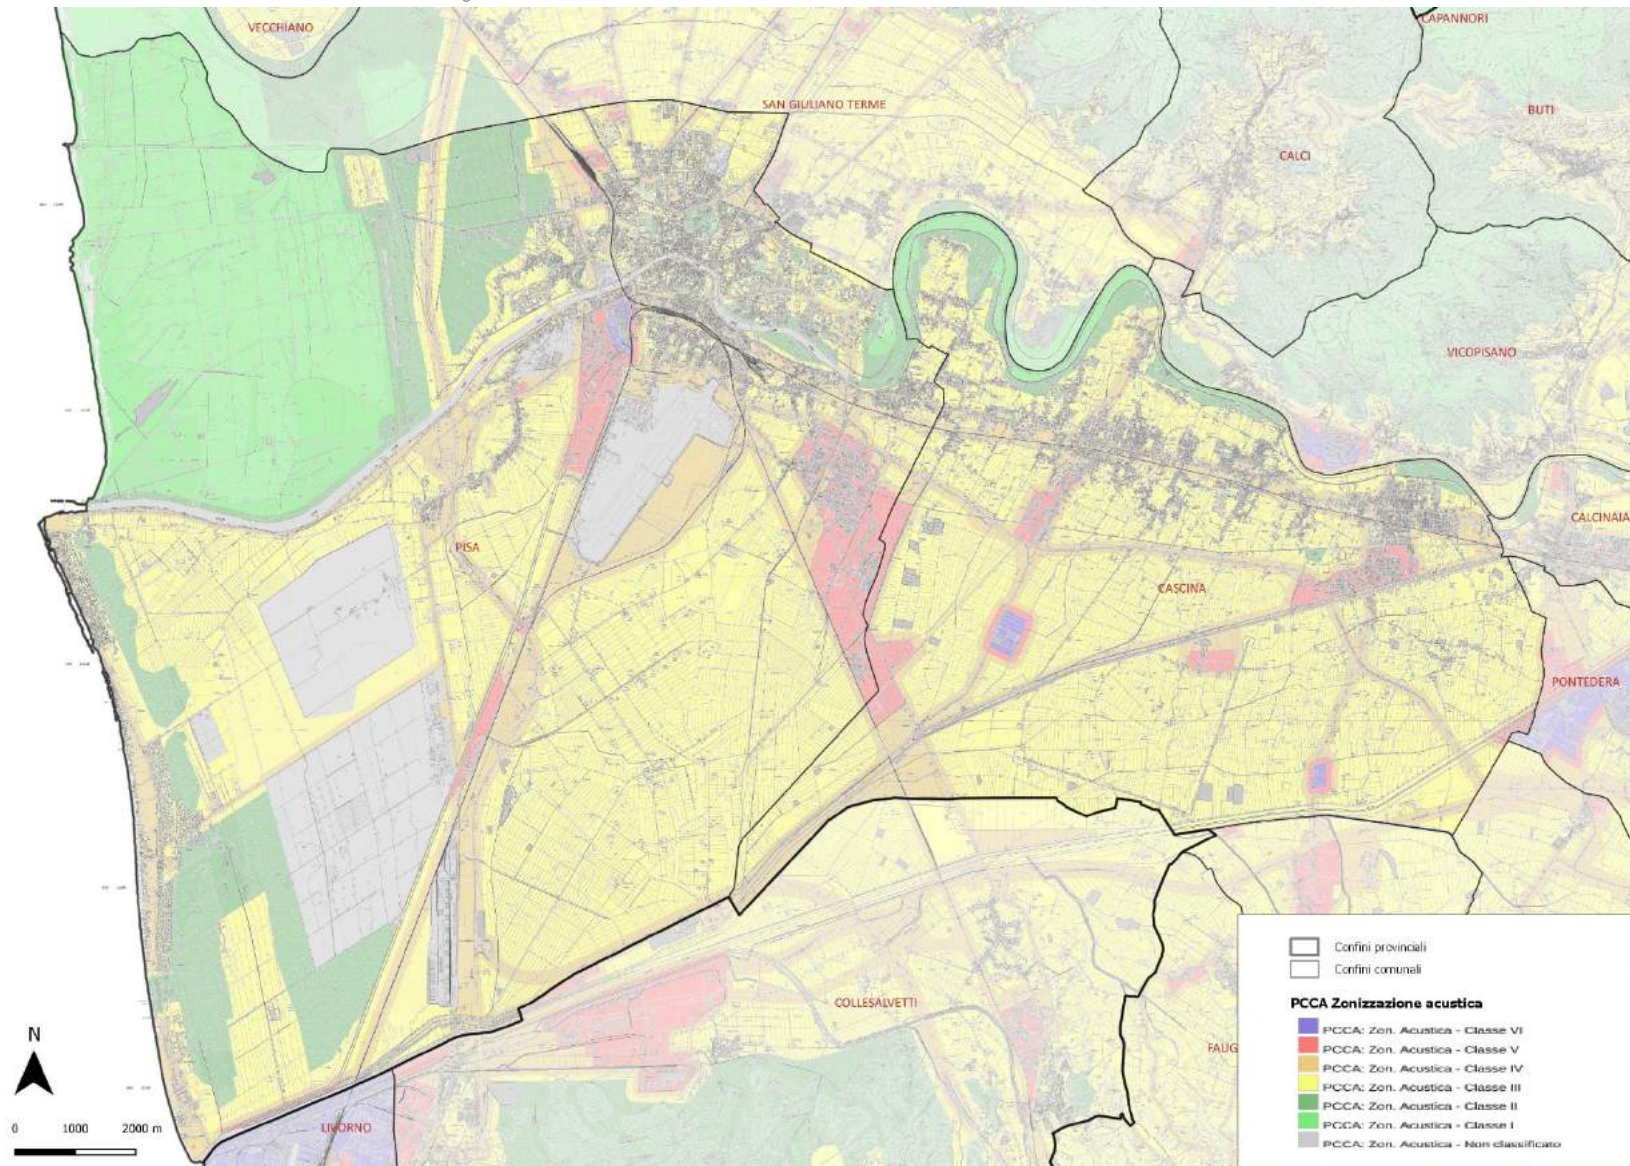 VECCHIANO
CAPANNORI
SAN GIULIANO TERME
BUTI
CALCI
VICOPISANO
CALCINAIA
PISA
CASCINA
PONTEDERA
COLLESALVETTI
FAUG
LIVORNO
N
0 1000 2000 m
Confini provinciali
Confini comunali
PCCA Zonizzazione acustica
PCCA: Zon. Acustica - Classe VI
PCCA: Zon. Acustica - Classe V
PCCA: Zon. Acustica - Classe IV
PCCA: Zon. Acustica - Classe III
PCCA: Zon. Acustica - Classe II
PCCA: Zon. Acustica - Classe I
PCCA: Zon. Acustica - Non classificato